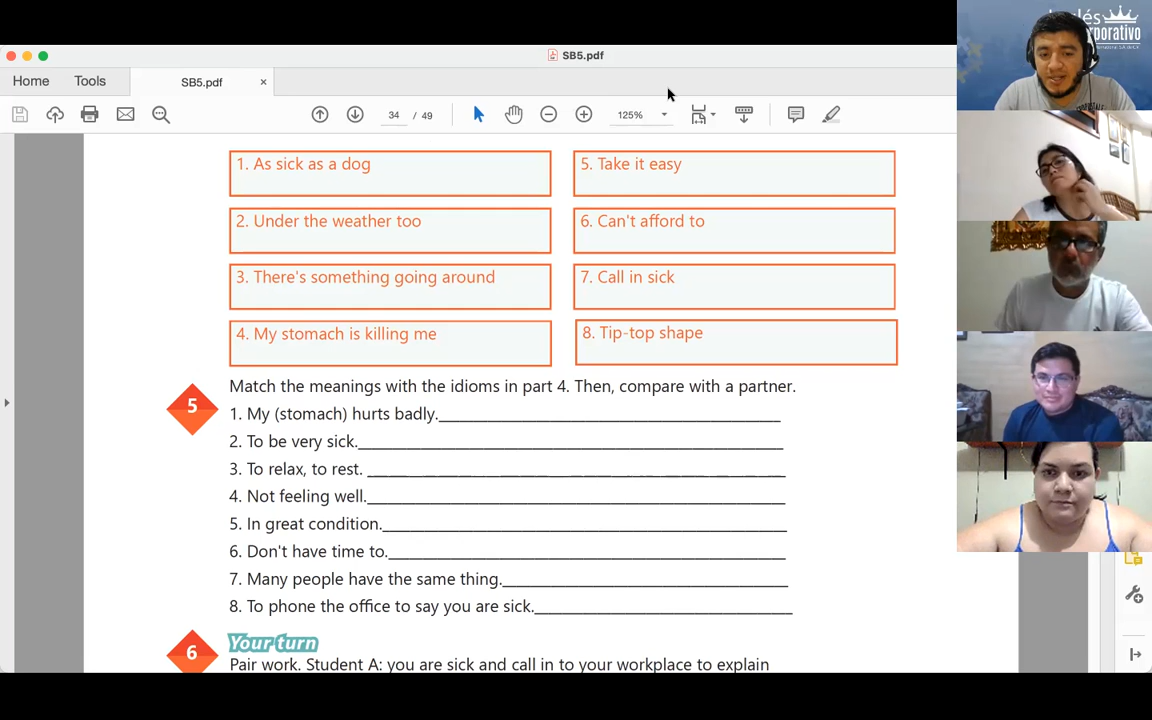 SB5.pdf
Home Tools SB5.pdf ×
34 / 49 125%
1. As sick as a dog
5. Take it easy
2. Under the weather too
6. Can't afford to
3. There's something going around
7. Call in sick
4. My stomach is killing me
8. Tip-top shape
5
Match the meanings with the idioms in part 4. Then, compare with a partner.
1. My (stomach) hurts badly.
2. To be very sick.
3. To relax, to rest.
4. Not feeling well.
5. In great condition.
6. Don't have time to.
7. Many people have the same thing.
8. To phone the office to say you are sick.
6
Your turn
Pair work. Student A: you are sick and call in to your workplace to explain